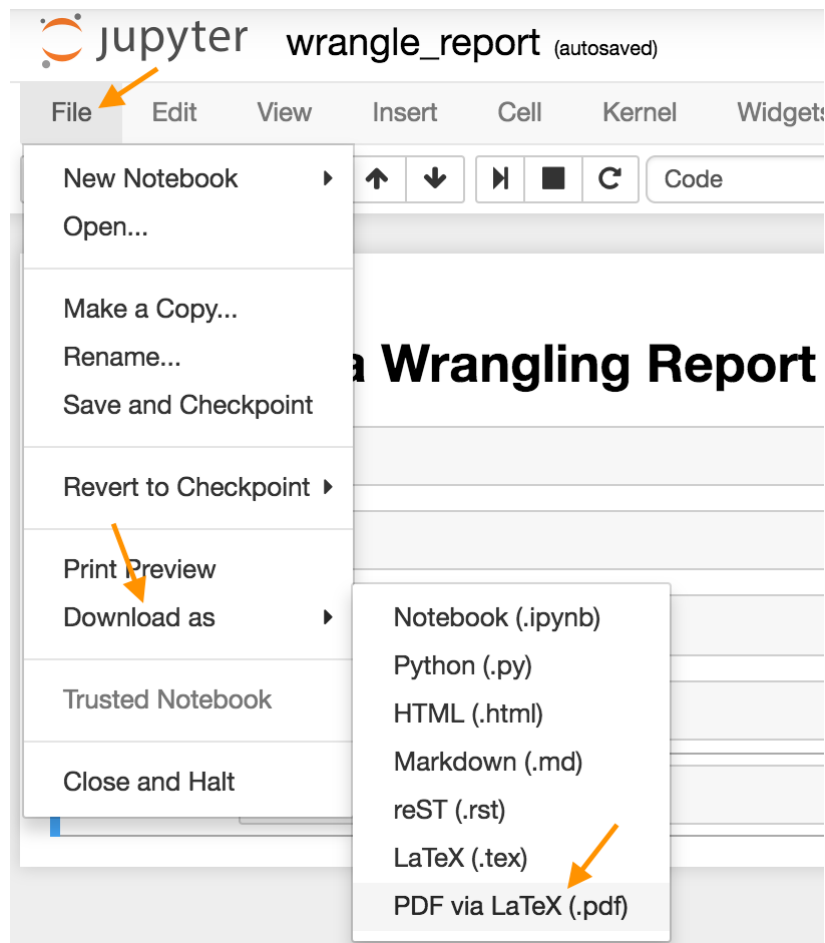 jupyter wrangle_report (autosaved)
File Edit View Insert Cell Kernel Widgets
New Notebook
Code
Open...
Make a Copy...
Rename...
a Wrangling Report
Save and Checkpoint
Revert to Checkpoint
Print Preview
Download as
Notebook (.ipynb)
Python (.py)
HTML (.html)
Markdown (.md)
reST (.rst)
LaTeX (.tex)
PDF via LaTeX (.pdf)
Trusted Notebook
Close and Halt